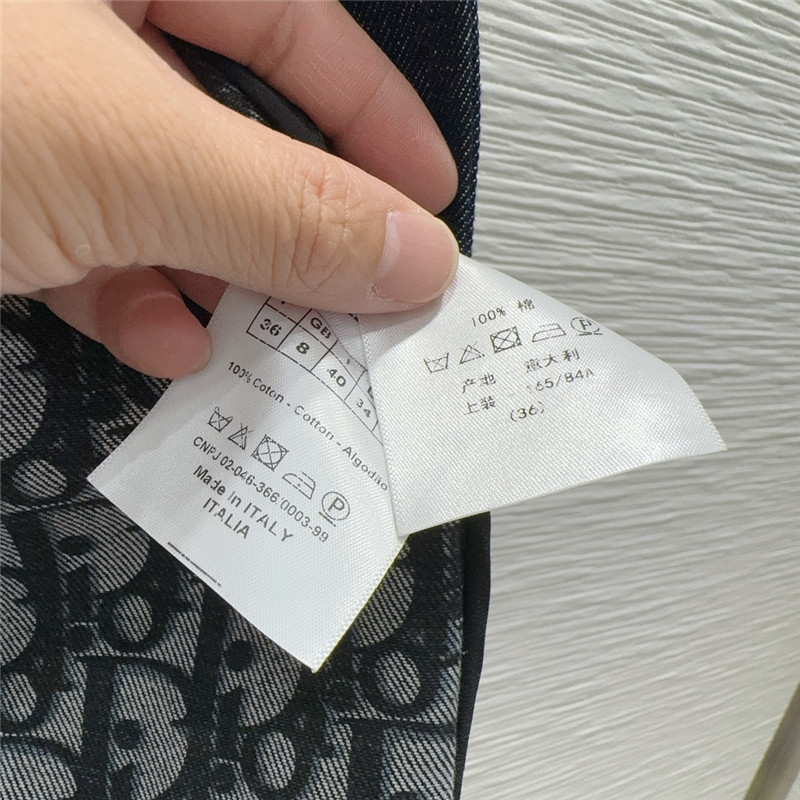 GB
36 8 40 34
100% Coton - Cotton - Algodão
P
CNPJ 02-046-366/0003-99
Made in ITALY
ITALIA
100% 棉
P
产地 意大利
上装 - 165/84A
(36)
Dior